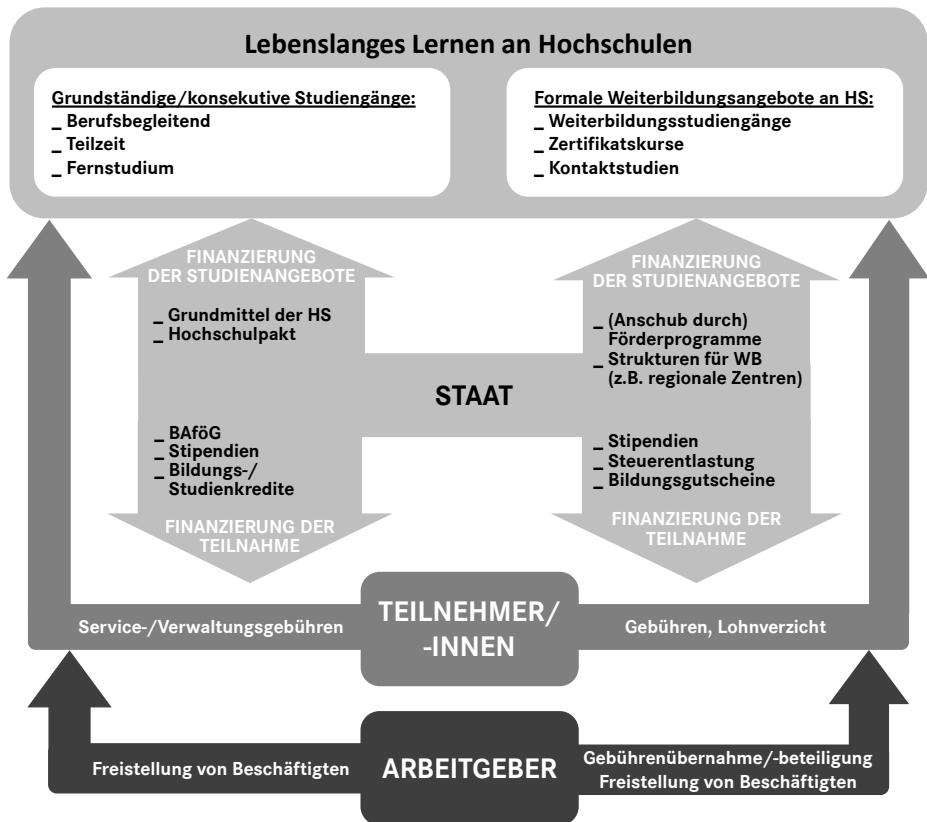 Lebenslanges Lernen an Hochschulen
Grundständige/konsekutive Studiengänge:
_ Berufsbegleitend
_ Teilzeit
_ Fernstudium
Formale Weiterbildungsangebote an HS:
_ Weiterbildungsstudiengänge
_ Zertifikatskurse
_ Kontaktstudien
FINANZIERUNG
DER STUDIENANGEBOTE
_ Grundmittel der HS
_ Hochschulpakt
FINANZIERUNG
DER STUDIENANGEBOTE
_ (Anschub durch)
Förderprogramme
_ Strukturen für WB
(z.B. regionale Zentren)
STAAT
_ BAföG
_ Stipendien
_ Bildungs-/
Studienkredite
FINANZIERUNG DER
TEILNAHME
_ Stipendien
_ Steuerentlastung
_ Bildungsgutscheine
FINANZIERUNG DER
TEILNAHME
Service-/Verwaltungsgebühren
TEILNEHMER/
-INNEN
Gebühren, Lohnverzicht
Freistellung von Beschäftigten
ARBEITGEBER
Gebührenübernahme/-beteiligung
Freistellung von Beschäftigten